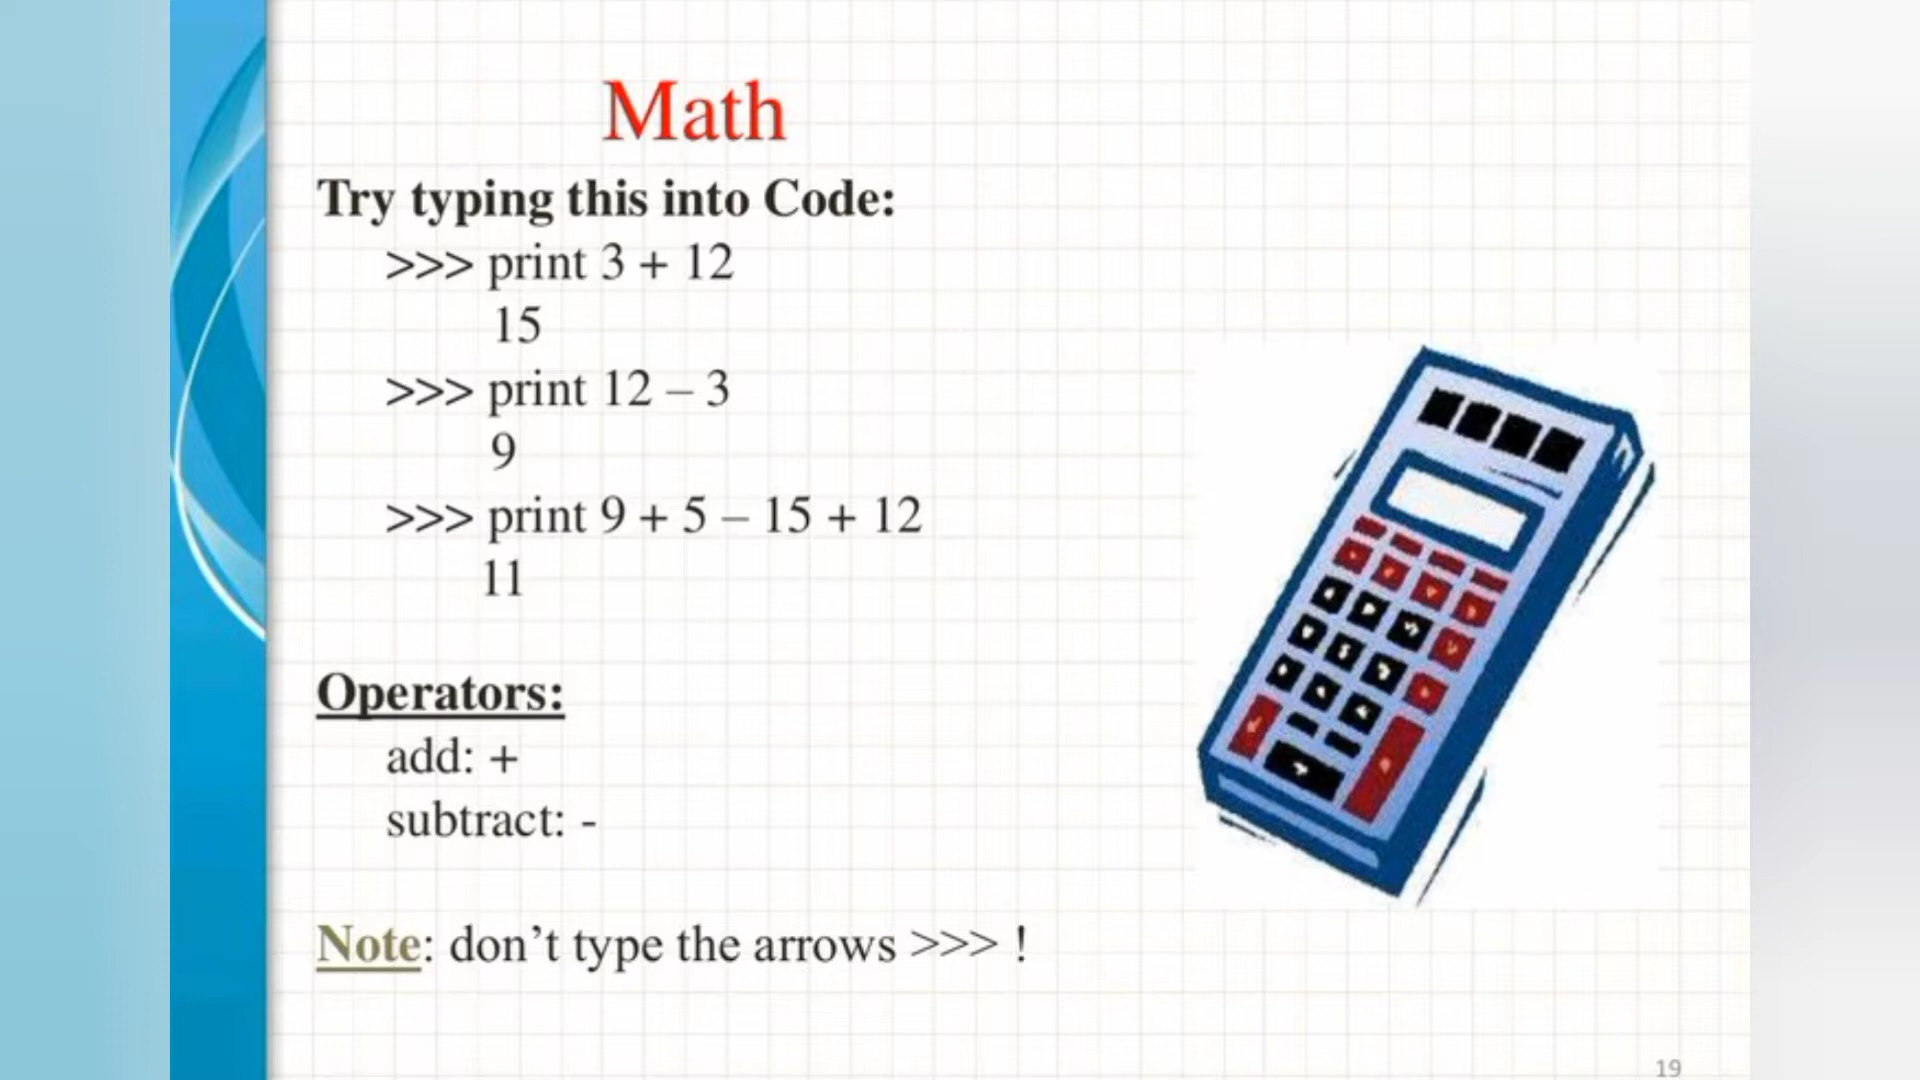 Math
Try typing this into Code:
>>> print 3 + 12
15
>>> print 12 – 3
9
>>> print 9 + 5 – 15 + 12
11
Operators:
add: +
subtract: -
Note: don’t type the arrows >>> !
19